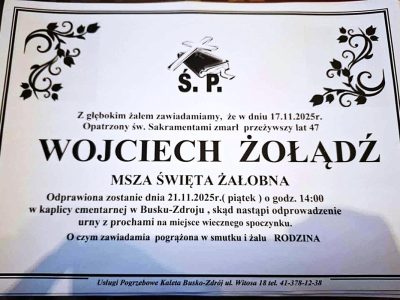 Ś. P.
Z głębokim żalem zawiadamiamy, że w dniu 17.11.2025r.
Opatrzony św. Sakramentami zmarł przeżywszy lat 47
WOJCIECH ŻOŁĄDŹ
MSZA ŚWIĘTA ŻAŁOBNA
Odprawiona zostanie dnia 21.11.2025r.( piątek ) o godz. 14:00
w kaplicy cmentarnej w Busku-Zdroju , skąd nastąpi odprowadzenie
urny z prochami na miejsce wiecznego spoczynku.
O czym zawiadamia pogrążona w smutku i żalu RODZINA
Usługi Pogrzebowe Kaleta Busko-Zdrój ul. Witosa 18 tel. 41-378-12-38